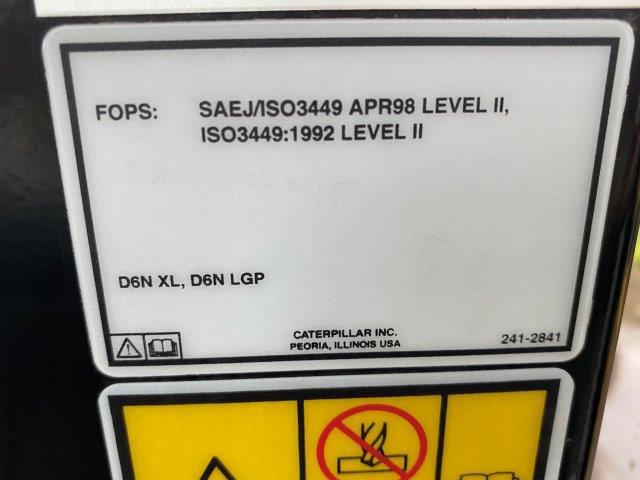 FOPS: SAEJ/ISO3449 APR98 LEVEL II,
ISO3449:1992 LEVEL II
D6N XL, D6N LGP
CATERPILLAR INC.
PEORIA, ILLINOIS USA
241-2841